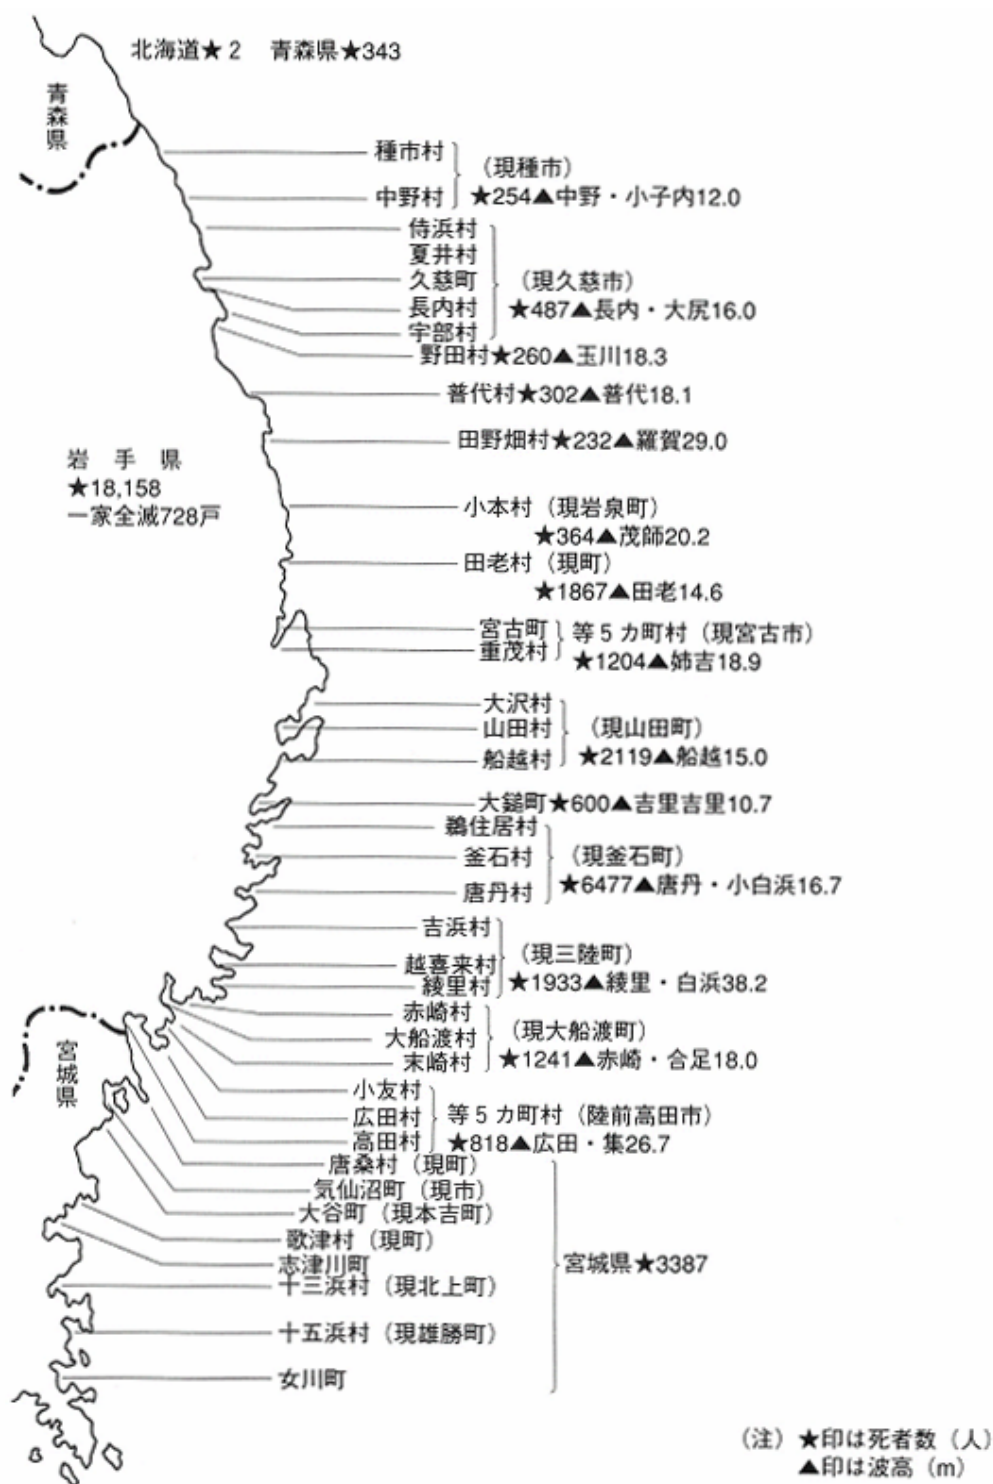 北海道★2　青森県★343
青森県
種市村
（現種市）
中野村
★254▲中野・小子内12.0
侍浜村
夏井村
久慈町
（現久慈市）
長内村
★487▲長内・大尻16.0
宇部村
野田村★260▲玉川18.3
普代村★302▲普代18.1
田野畑村★232▲羅賀29.0
岩　手　県
★18,158
一家全滅728戸
小本村（現岩泉町）
★364▲茂師20.2
田老村（現町）
★1867▲田老14.6
宮古町
等5カ町村（現宮古市）
重茂村
★1204▲姉吉18.9
大沢村
山田村
（現山田町）
船越村
★2119▲船越15.0
大鎚町★600▲吉里吉里10.7
鵜住居村
釜石村
（現釜石町）
唐丹村
★6477▲唐丹・小白浜16.7
吉浜村
越喜来村
（現三陸町）
綾里村
★1933▲綾里・白浜38.2
赤崎村
大船渡村
（現大船渡町）
末崎村
★1241▲赤崎・合足18.0
宮城県
小友村
広田村
等5カ町村（陸前高田市）
高田村
★818▲広田・集26.7
唐桑村（現町）
気仙沼町（現市）
大谷町（現本吉町）
歌津村（現町）
志津川町
宮城県★3387
十三浜村（現北上町）
十五浜村（現雄勝町）
女川町
（注）★印は死者数（人）
▲印は波高（m）